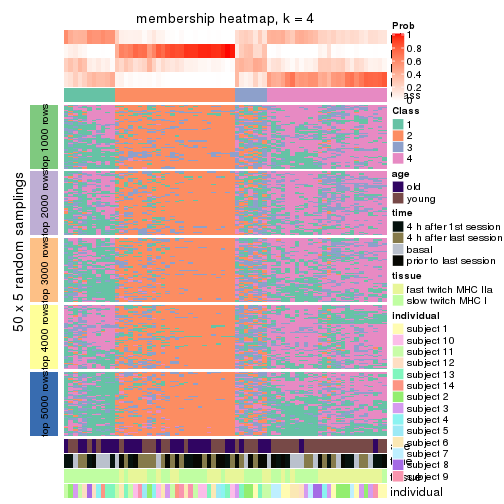 membership heatmap, k = 4
50 x 5 random samplings
top 1000 rows
top 2000 rows
top 3000 rows
top 4000 rows
top 5000 rows
Prob
1
0.8
0.6
0.4
0.2
0
Class
1
2
3
4
age
old
young
time
4 h after 1st session
4 h after last session
basal
prior to last session
tissue
fast twitch MHC IIa
slow twitch MHC I
individual
subject 1
subject 10
subject 11
subject 12
subject 13
subject 14
subject 2
subject 3
subject 4
subject 5
subject 6
subject 7
subject 8
subject 9
individual